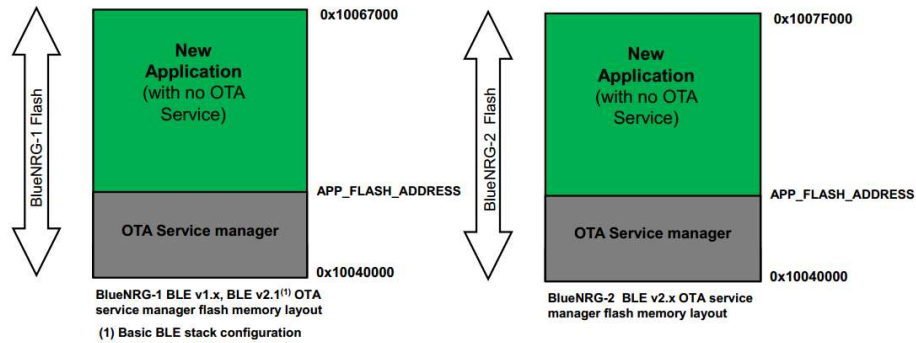 0x10067000
BlueNRG-1 Flash
New
Application
(with no OTA
Service)
APP_FLASH_ADDRESS
OTA Service manager
0x10040000
BlueNRG-1 BLE v1.x, BLE v2.1(1) OTA
service manager flash memory layout
(1) Basic BLE stack configuration
0x1007F000
BlueNRG-2 Flash
New
Application
(with no OTA
Service)
APP_FLASH_ADDRESS
OTA Service manager
0x10040000
BlueNRG-2 BLE v2.x OTA service
manager flash memory layout